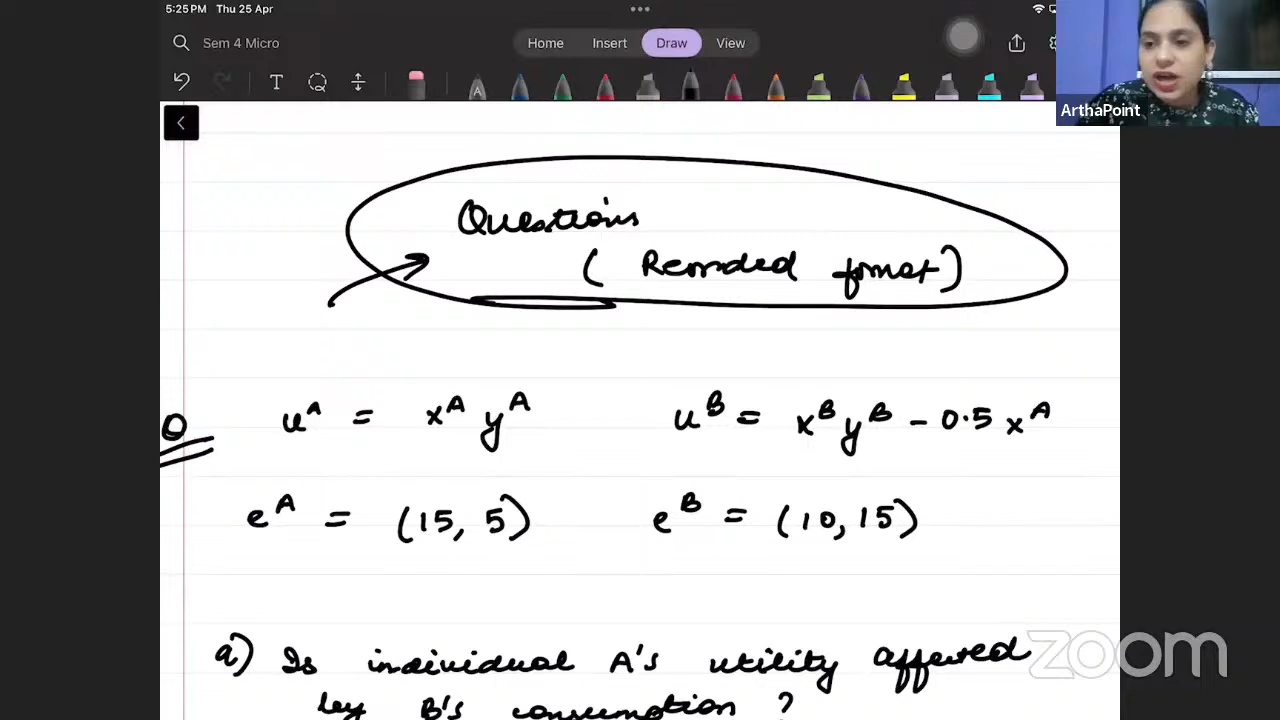 5:25 PM Thu 25 Apr
Sem 4 Micro
Home Insert Draw View
ArthaPoint
Questions
( Recorded format )
Q u^A = x^A y^A u^B = x^B y^B - 0.5 x^A
e^A = (15, 5) e^B = (10, 15)
a) Is individual A's utility affected
by B's consumption ?
zoom